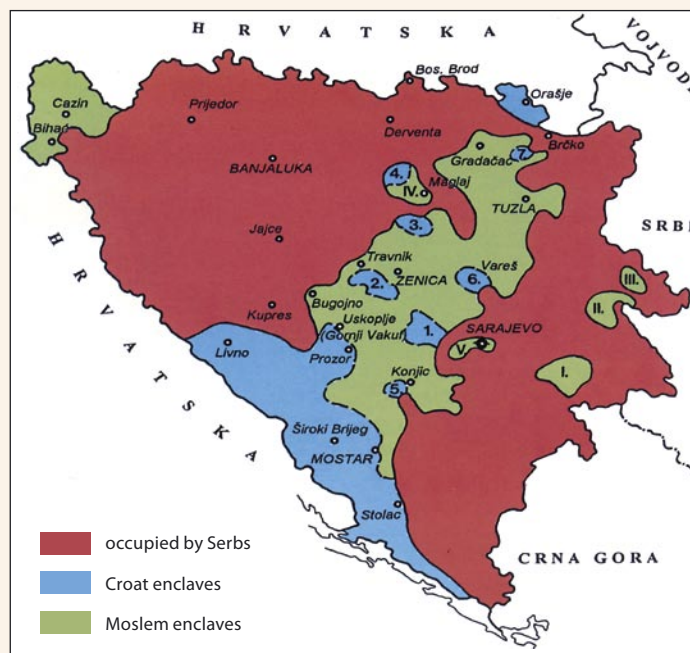 H R V A T S K A
VOJVOD
Bos. Brod
Orašje
Cazin
Prijedor
Derventa
Brčko
Bihać
Gradačac
7.
BANJALUKA
4.
IV.
Maglaj
TUZLA
SRB
Jajce
3.
Travnik
ZENICA
Vareš
2.
6.
III.
Bugojno
II.
Kupres
Uskoplje
(Gornji Vakuf)
1.
SARAJEVO
V.
Livno
Prozor
I.
Konjic
5.
H R V A T S K A
Široki Brijeg
MOSTAR
Stolac
CRNA GORA
occupied by Serbs
Croat enclaves
Moslem enclaves